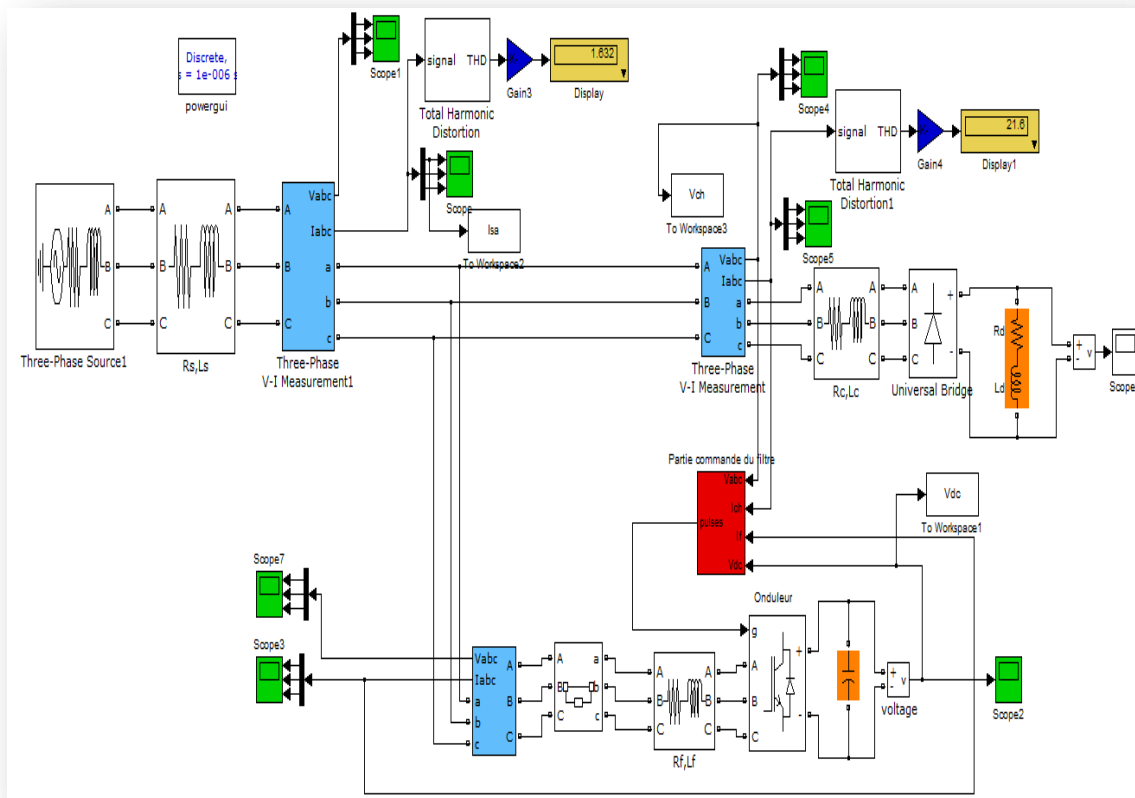 Discrete,
s = 1e-006 s
powergui
Scope1
signal THD
Total Harmonic
Distortion
Gain3
1.632
Display
Scope4
signal THD
Total Harmonic
Distortion1
Gain4
21.6
Display1
Scope
Isa
To Workspace2
Vch
To Workspace3
Scope5
A
B
C
Three-Phase Source1
A A
B B
C C
Rs,Ls
A Vabc
Iabc
B a
b
C c
Three-Phase
V-I Measurement1
Vabc
A Iabc
B a
b
C c
Three-Phase
V-I Measurement
A A
B B
C C
Rc,Lc
A +
B
C -
Universal Bridge
Rd
Ld
+
- v
Scope
Partie commande du filtre
Vabc
Ich
pulses
If
Vdc
Vdc
To Workspace1
Scope7
Scope3
Vabc A
Iabc
a B
b
c C
A a
B b
C c
A A
B B
C C
Rf,Lf
Onduleur
g
A +
B
C -
+
- v
voltage
Scope2